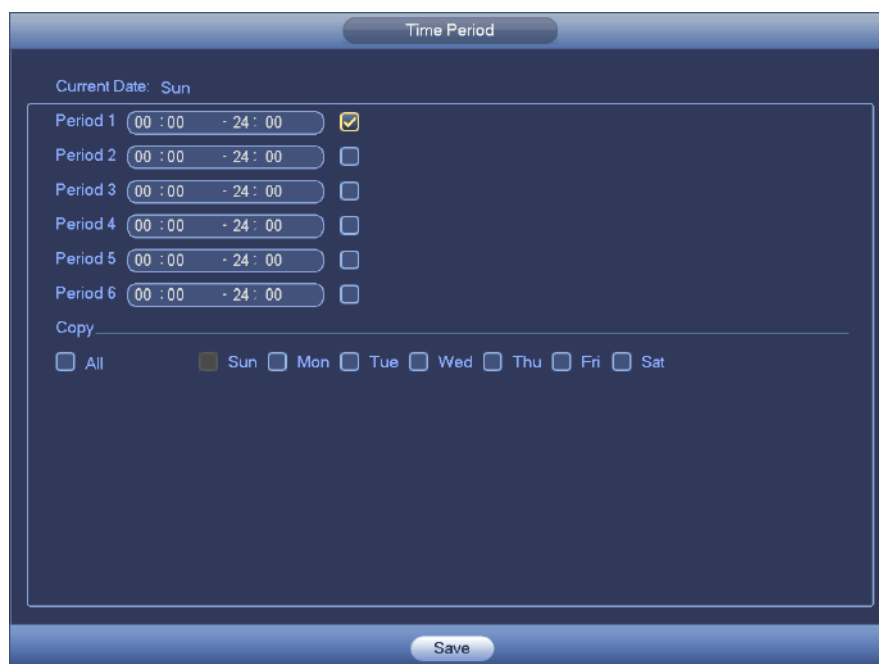 Time Period
Current Date: Sun
Period 1 00 :00 - 24 : 00
Period 2 00 :00 - 24 : 00
Period 3 00 :00 - 24 : 00
Period 4 00 :00 - 24 : 00
Period 5 00 :00 - 24 : 00
Period 6 00 :00 - 24 : 00
Copy
All Sun Mon Tue Wed Thu Fri Sat
Save